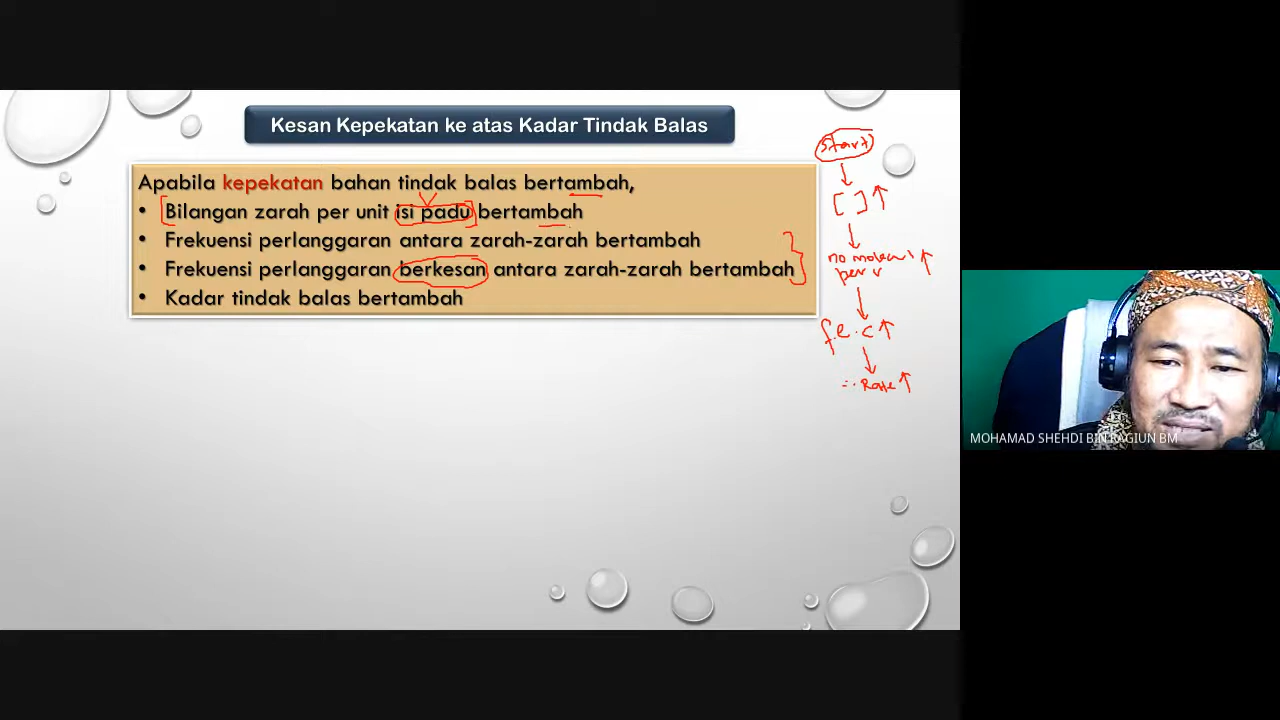 Kesan Kepekatan ke atas Kadar Tindak Balas
Apabila kepekatan bahan tindak balas bertambah,
• Bilangan zarah per unit isi padu bertambah
• Frekuensi perlanggaran antara zarah-zarah bertambah
• Frekuensi perlanggaran berkesan antara zarah-zarah bertambah
• Kadar tindak balas bertambah
start
↓
[ ] ↑
↓
no ↑
per v
↓
f.e.c ↑
↓
∴ Rate ↑
MOHAMAD SHEHDI BIN RAGIUN BM